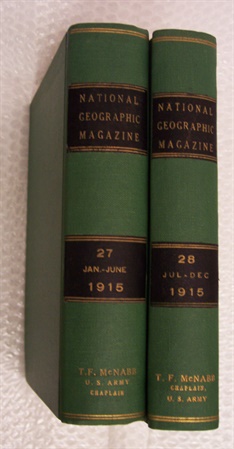 NATIONAL
GEOGRAPHIC
MAGAZINE
27
JAN.-JUNE
1915
T. F. McNABB
U. S. ARMY
CHAPLAIN
NATIONAL
GEOGRAPHIC
MAGAZINE
28
JUL-DEC
1915
T. F. McNABB
CHAPLAIN,
U. S. ARMY